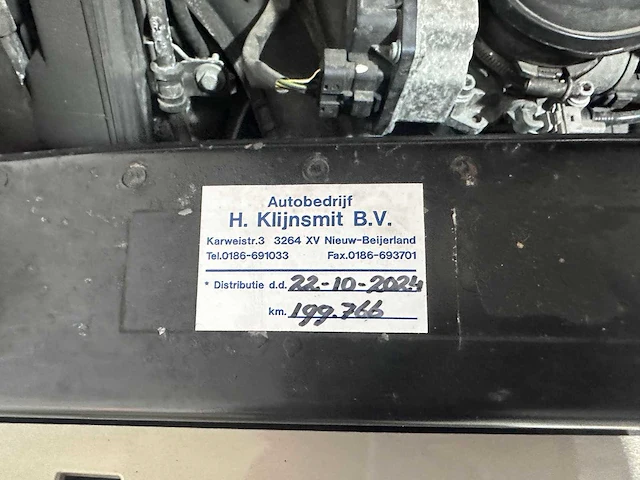 Autobedrijf
H. Klijnsmit B.V.
Karweistr.3 3264 XV Nieuw-Beijerland
Tel.0186-691033 Fax.0186-693701
* Distributie d.d. 22-10-2024
km. 199.766